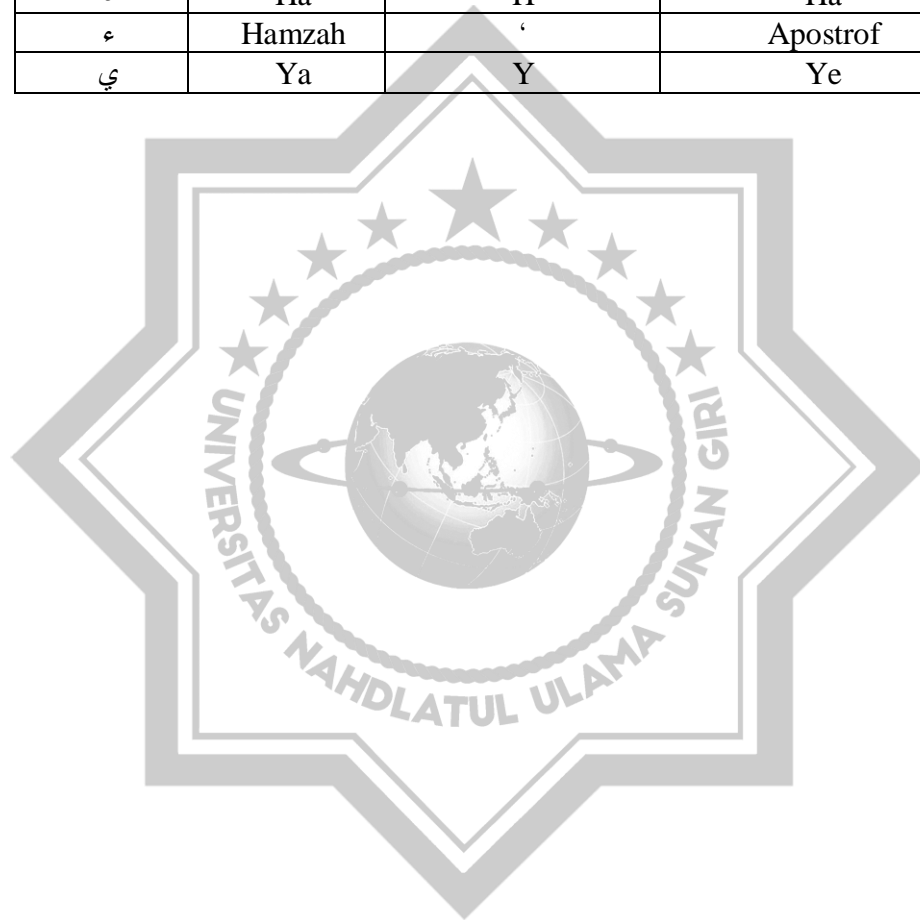 ء Hamzah ‘ Apostrof
ي Ya Y Ye
UNIVERSITAS NAHDLATUL ULAMA SUNAN GIRI